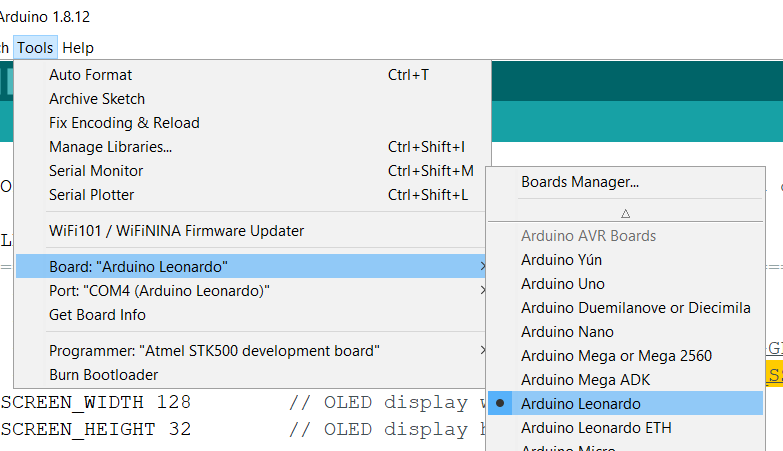 Arduino 1.8.12
Tools Help
Auto Format Ctrl+T
Archive Sketch
Fix Encoding & Reload
Manage Libraries... Ctrl+Shift+I
Serial Monitor Ctrl+Shift+M
Serial Plotter Ctrl+Shift+L
WiFi101 / WiFiNINA Firmware Updater
Board: "Arduino Leonardo"
Port: "COM4 (Arduino Leonardo)"
Get Board Info
Programmer: "Atmel STK500 development board"
Burn Bootloader
Boards Manager...
Arduino AVR Boards
Arduino Yún
Arduino Uno
Arduino Duemilanove or Diecimila
Arduino Nano
Arduino Mega or Mega 2560
Arduino Mega ADK
Arduino Leonardo
Arduino Leonardo ETH
Arduino Micro
SCREEN_WIDTH 128 // OLED display
SCREEN_HEIGHT 32 // OLED display